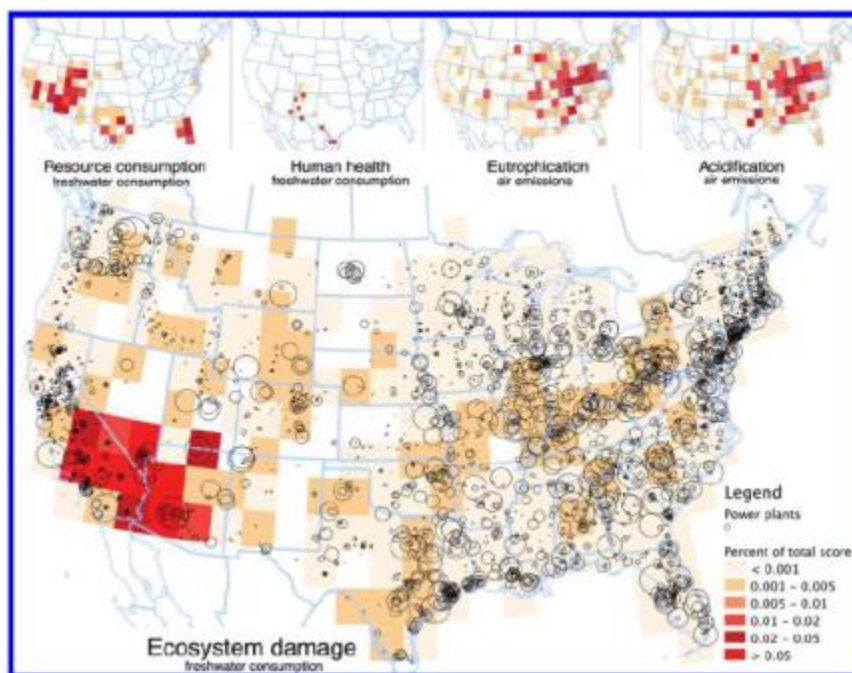 Resource consumption
freshwater consumption
Human health
freshwater consumption
Eutrophication
air emissions
Acidification
air emissions
Legend
Power plants
Percent of total score
< 0.001
0.001 - 0.005
0.005 - 0.01
0.01 - 0.02
0.02 - 0.05
> 0.05
Ecosystem damage
freshwater consumption